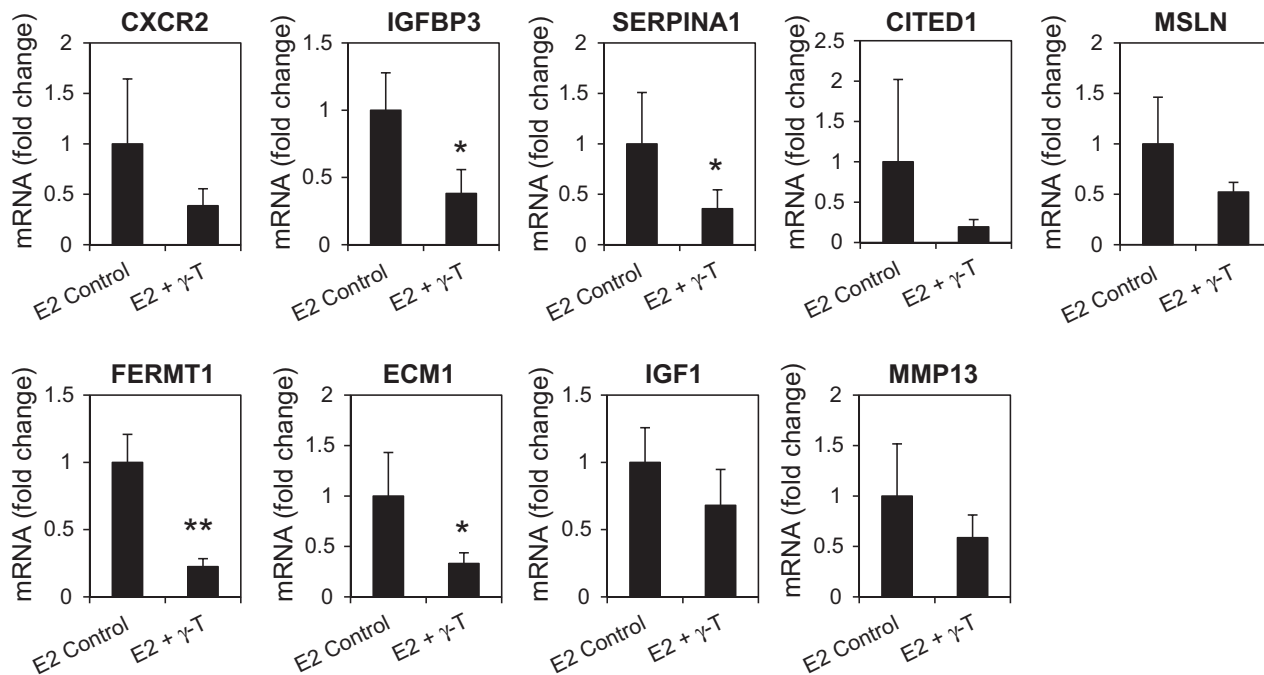 CXCR2 IGFBP3 SERPINA1 CITED1 MSLN
mRNA (fold change)
2
1.5
1
0.5
0
E2 Control
E2 + γ-T
mRNA (fold change)
1.5
1
0.5
0
*
E2 Control
E2 + γ-T
mRNA (fold change)
2
1.5
1
0.5
0
*
E2 Control
E2 + γ-T
mRNA (fold change)
2.5
2
1.5
1
0.5
0
E2 Control
E2 + γ-T
mRNA (fold change)
2
1.5
1
0.5
0
E2 Control
E2 + γ-T
FERMT1 ECM1 IGF1 MMP13
mRNA (fold change)
1.5
1
0.5
0
**
E2 Control
E2 + γ-T
mRNA (fold change)
2
1.5
1
0.5
0
*
E2 Control
E2 + γ-T
mRNA (fold change)
1.5
1
0.5
0
E2 Control
E2 + γ-T
mRNA (fold change)
2
1.5
1
0.5
0
E2 Control
E2 + γ-T